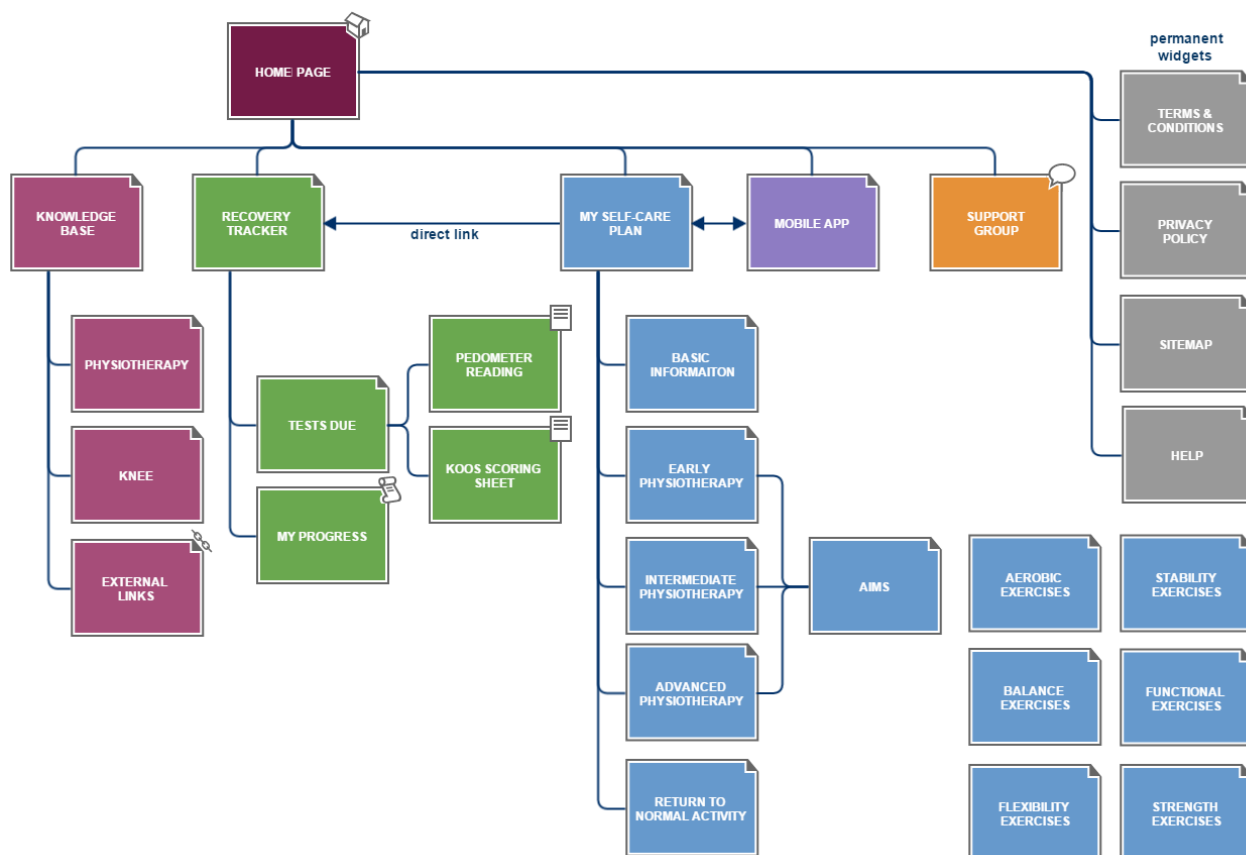 permanent
widgets
HOME PAGE
TERMS &
CONDITIONS
KNOWLEDGE
BASE
RECOVERY
TRACKER
direct link
MY SELF-CARE
PLAN
MOBILE APP
SUPPORT
GROUP
PRIVACY
POLICY
PHYSIOTHERAPY
PEDOMETER
READING
BASIC
INFORMAITON
SITEMAP
TESTS DUE
KNEE
KOOS SCORING
SHEET
EARLY
PHYSIOTHERAPY
HELP
MY PROGRESS
EXTERNAL
LINKS
INTERMEDIATE
PHYSIOTHERAPY
AIMS
AEROBIC
EXERCISES
STABILITY
EXERCISES
ADVANCED
PHYSIOTHERAPY
BALANCE
EXERCISES
FUNCTIONAL
EXERCISES
RETURN TO
NORMAL ACTIVITY
FLEXIBILITY
EXERCISES
STRENGTH
EXERCISES